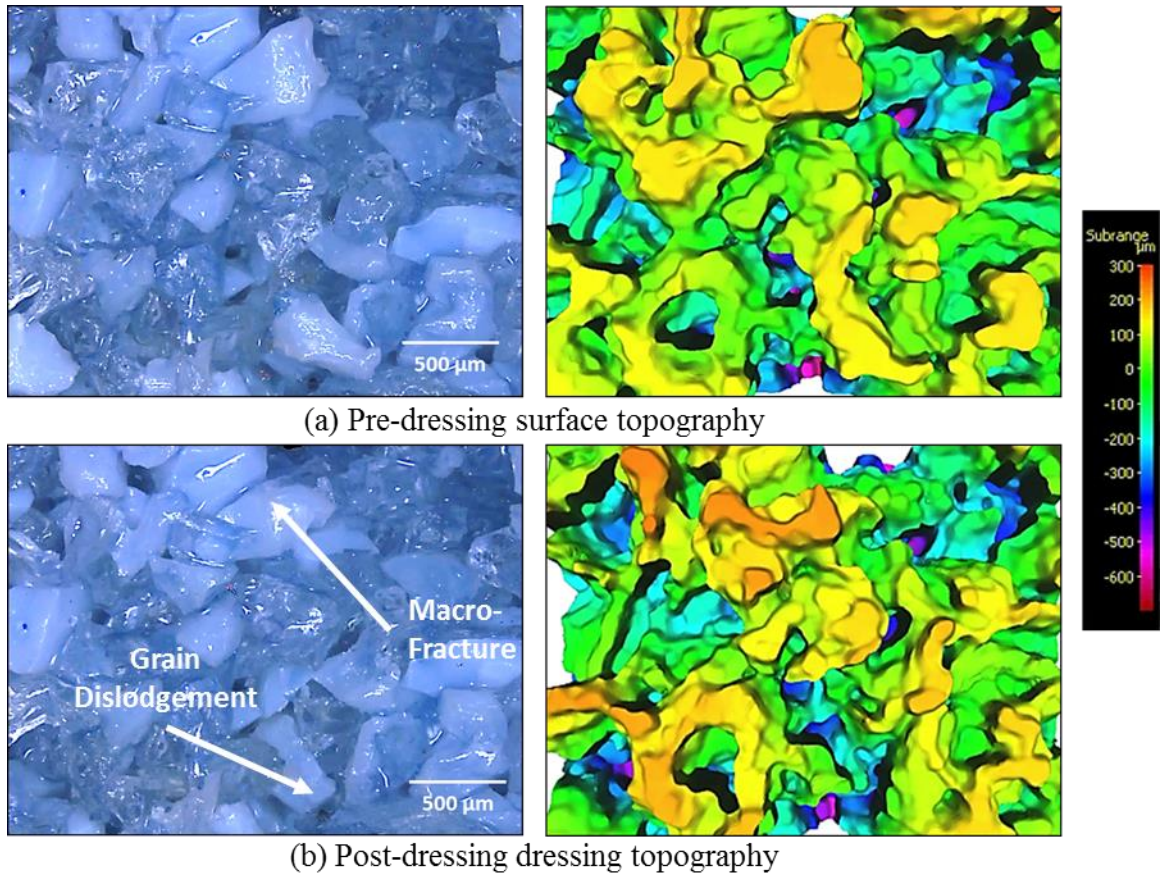 500 µm
Subrange
µm
300
200
100
0
-100
-200
-300
-400
-500
-600
(a) Pre-dressing surface topography
Macro-
Fracture
Grain
Dislodgement
500 µm
(b) Post-dressing dressing topography